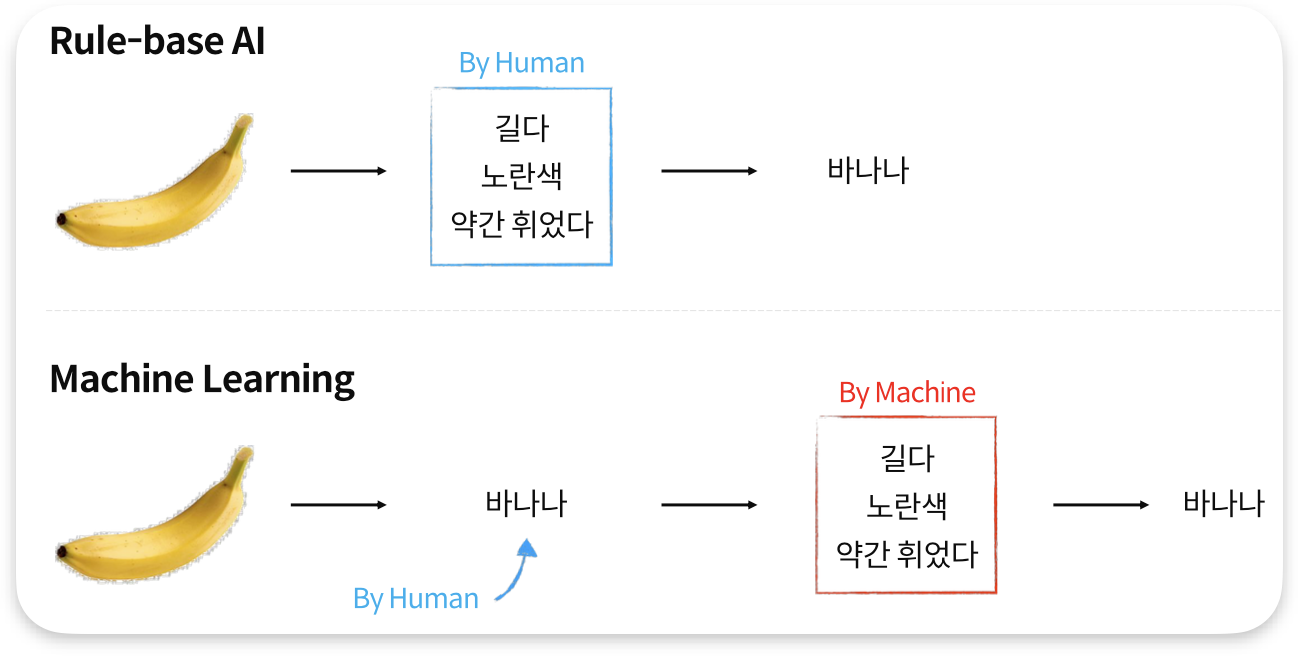 Rule-base AI
By Human
길다
노란색
약간 휘었다
바나나
Machine Learning
By Machine
길다
노란색
약간 휘었다
바나나
바나나
By Human